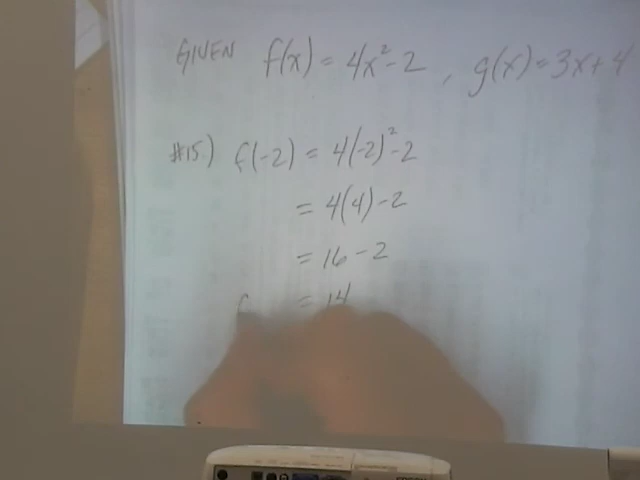 GIVEN f(x) = 4x² - 2 , g(x) = 3x + 4
#15) f(-2) = 4(-2)² - 2
= 4(4) - 2
= 16 - 2
f = 14